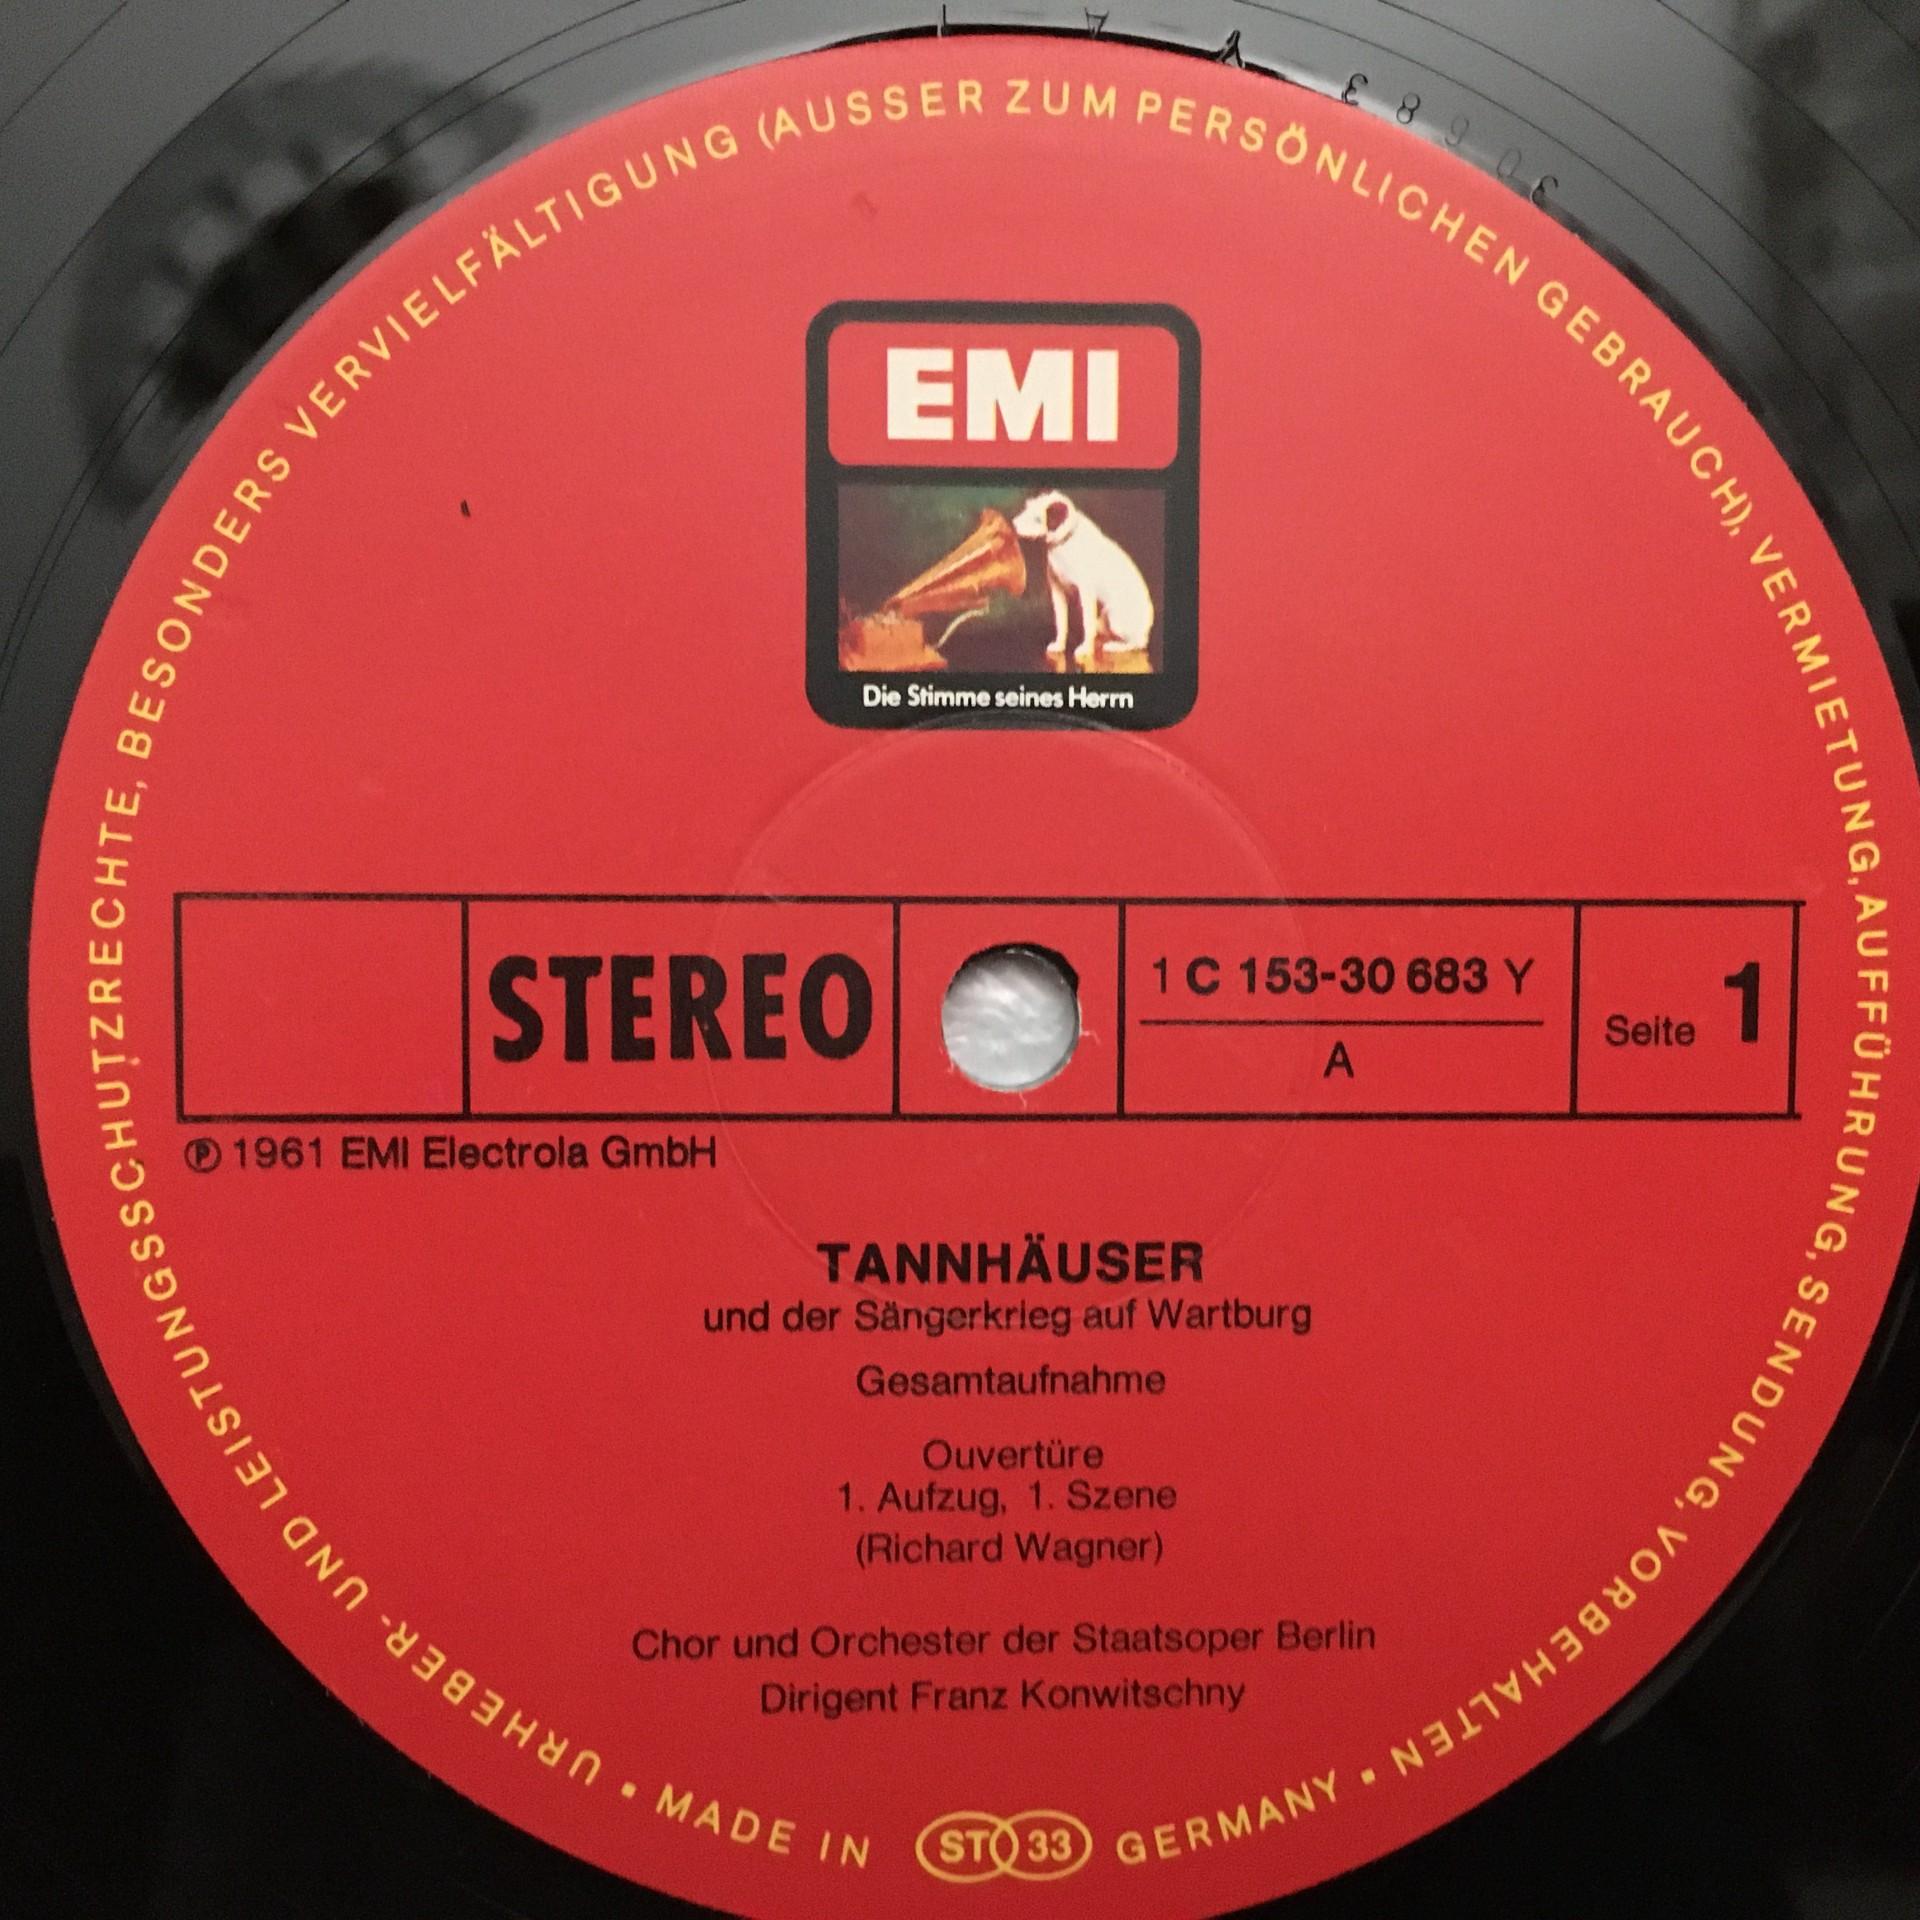 URHEBER- UND LEISTUNGSSCHUTZRECHTE, BESONDERS VERVIELFÄLTIGUNG (AUSSER ZUM PERSÖNLICHEN GEBRAUCH), VERMIETUNG, AUFFÜHRUNG, SENDUNG, VORBEHALTEN •
EMI
Die Stimme seines Herrn
STEREO
1 C 153-30 683 Y
A
Seite 1
℗ 1961 EMI Electrola GmbH
TANNHÄUSER
und der Sängerkrieg auf Wartburg
Gesamtaufnahme
Ouvertüre
1. Aufzug, 1. Szene
(Richard Wagner)
Chor und Orchester der Staatsoper Berlin
Dirigent Franz Konwitschny
• MADE IN ST 33 GERMANY